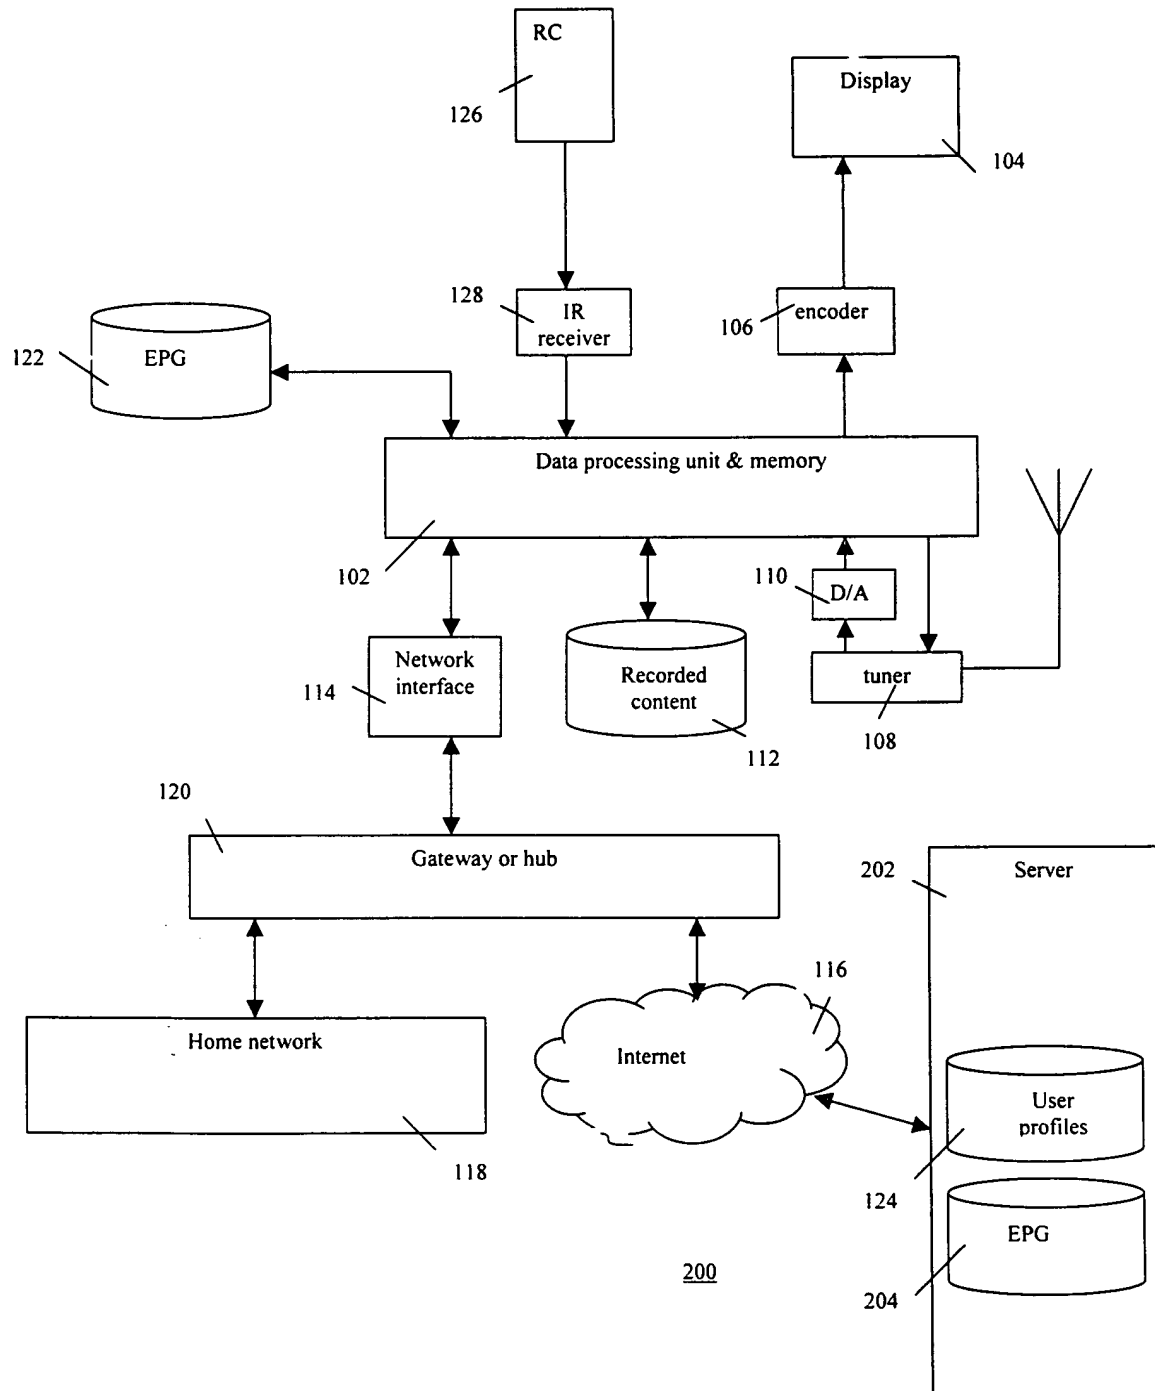 RC
126
Display
104
128
IR
receiver
106
encoder
122
EPG
Data processing unit & memory
102
110
D/A
114
Network
interface
Recorded
content
tuner
108
112
120
Gateway or hub
202
Server
116
Home network
Internet
118
User
profiles
124
EPG
204
200